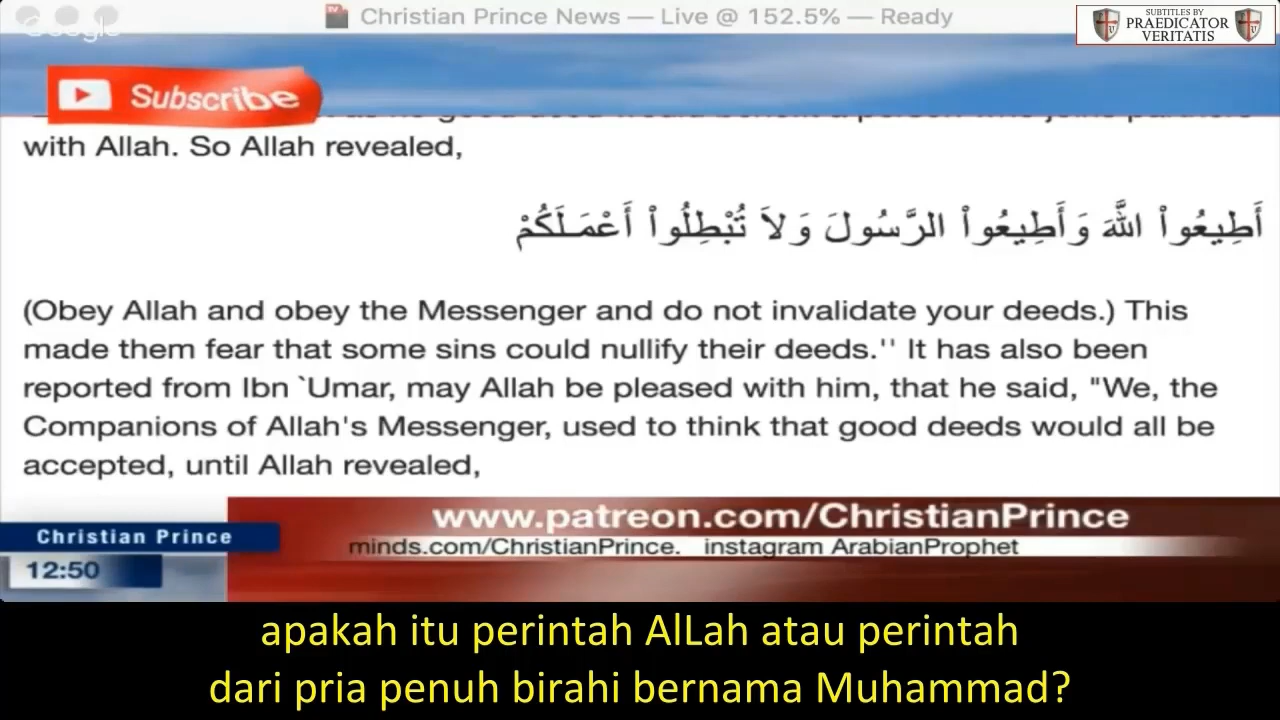 Christian Prince News — Live @ 152.5% — Ready
Google
SUBTITLES BY
PRAEDICATOR
VERITATIS
Subscribe
with Allah. So Allah revealed,
أَطِيعُواْ اللَّهَ وَأَطِيعُواْ الرَّسُولَ وَلاَ تُبْطِلُواْ أَعْمَـلَكُمْ
(Obey Allah and obey the Messenger and do not invalidate your deeds.) This
made them fear that some sins could nullify their deeds.'' It has also been
reported from Ibn `Umar, may Allah be pleased with him, that he said, "We, the
Companions of Allah's Messenger, used to think that good deeds would all be
accepted, until Allah revealed,
www.patreon.com/ChristianPrince
Christian Prince
minds.com/ChristianPrince. instagram ArabianProphet
12:50
apakah itu perintah AlLah atau perintah
dari pria penuh birahi bernama Muhammad?